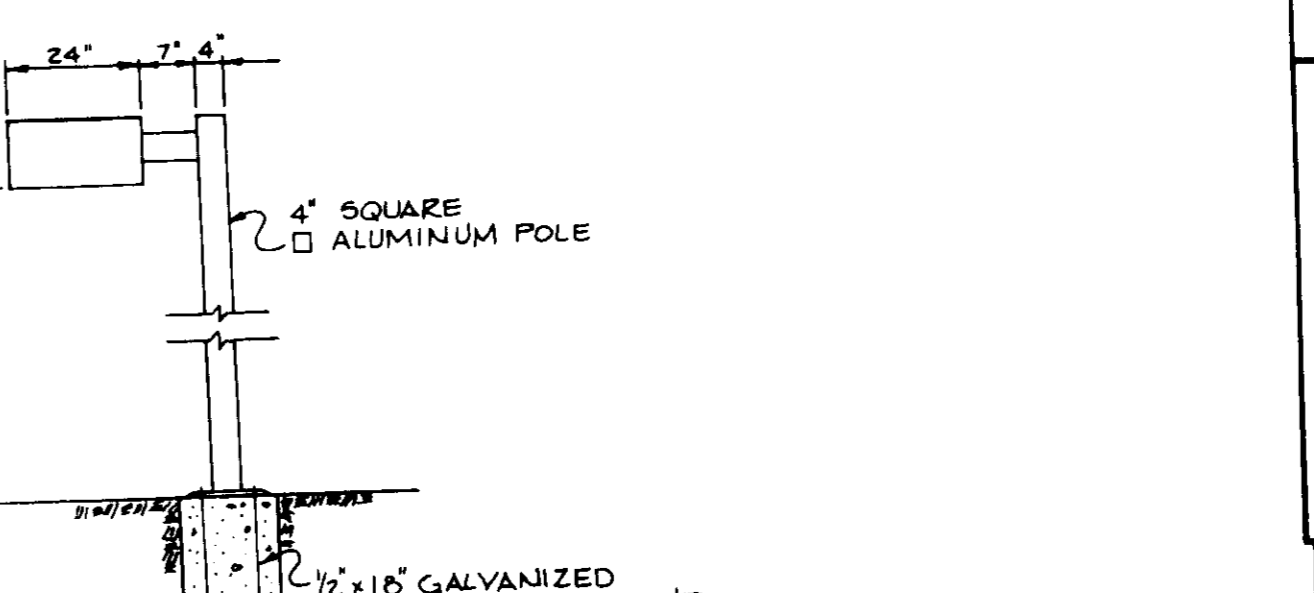 24" 7" 4"
4" SQUARE
□ ALUMINUM POLE
1/2" x 18" GALVANIZED